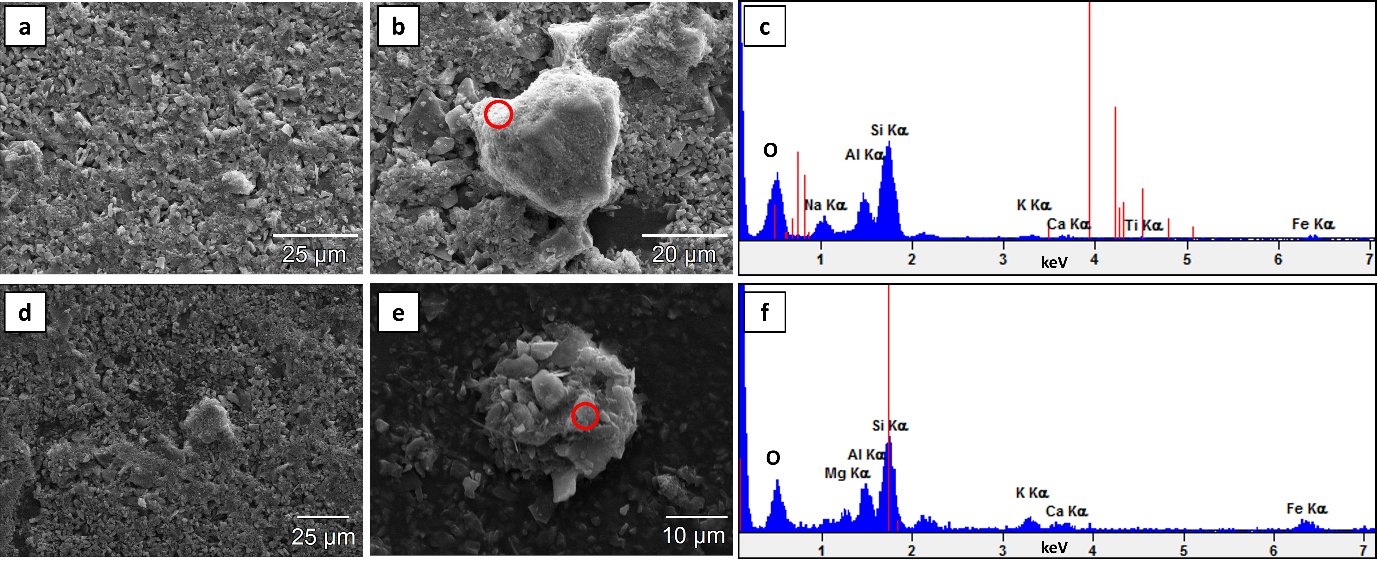 a
25 µm
b
20 µm
c
O
Na Kα
Al Kα
Si Kα
K Kα
Ca Kα
Ti Kα
Fe Kα
1 2 3 4 5 6 7
keV
d
25 µm
e
10 µm
f
O
Mg Kα
Al Kα
Si Kα
K Kα
Ca Kα
Fe Kα
1 2 3 4 5 6 7
keV